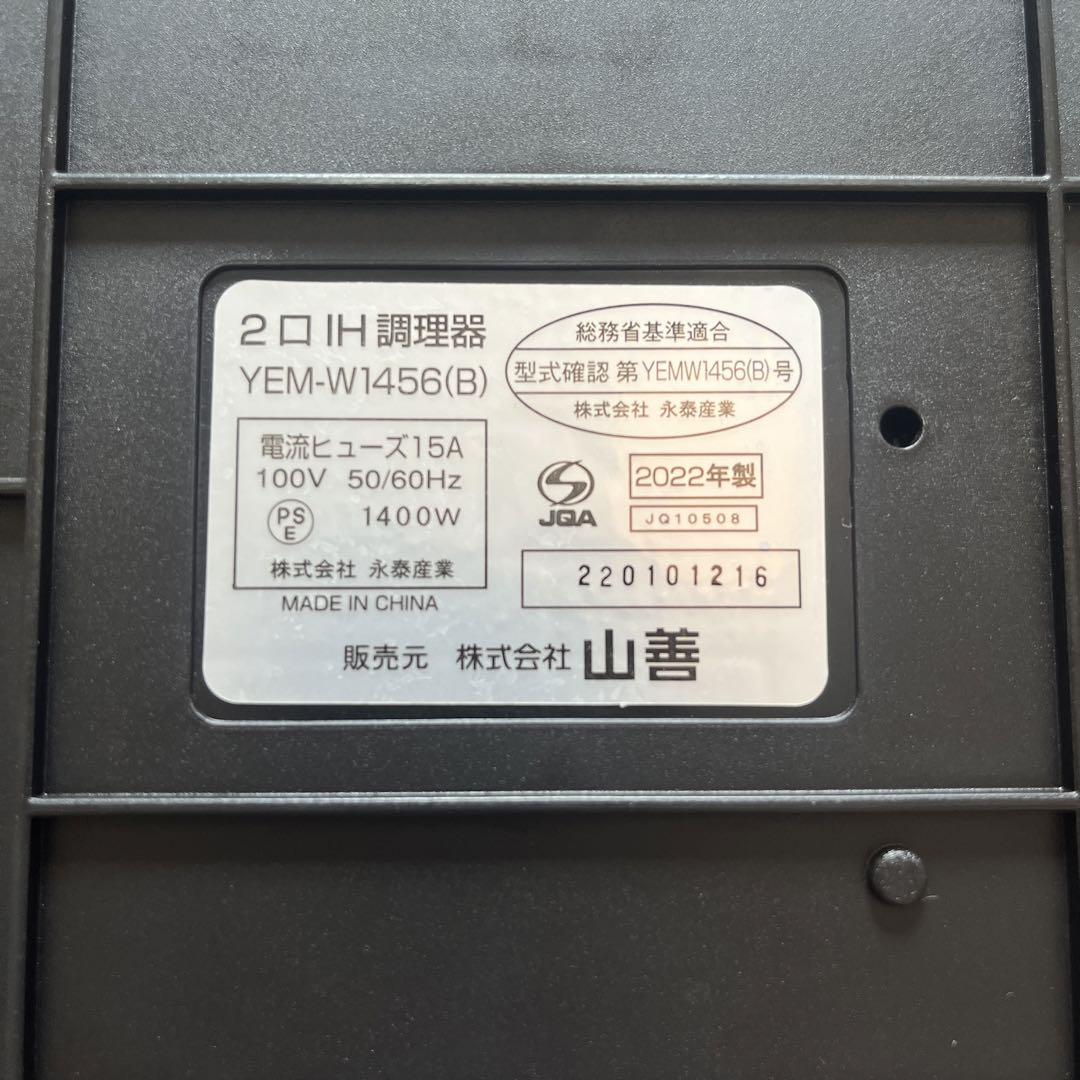 2口IH調理器
YEM-W1456(B)
電流ヒューズ15A
100V 50/60Hz
PS
E
1400W
株式会社 永泰産業
MADE IN CHINA
総務省基準適合
型式確認 第 YEMW1456(B) 号
株式会社 永泰産業
JQA
2022年製
JQ10508
220101216
販売元 株式会社 山善